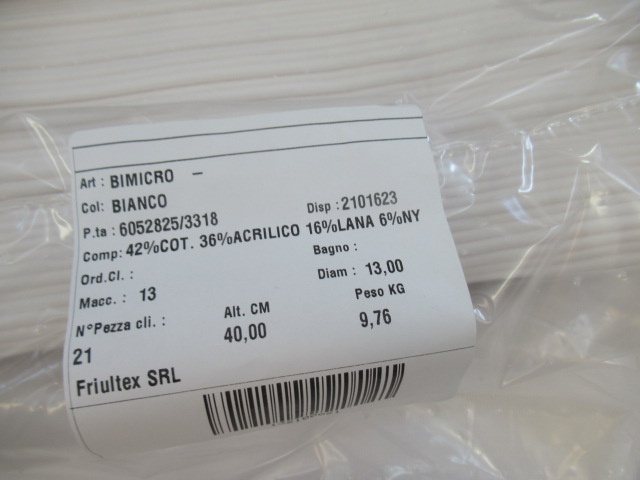 Art : BIMICRO –
Col: BIANCO
P.ta : 6052825/3318 Disp :2101623
Comp: 42%COT. 36%ACRILICO 16%LANA 6%NY
Ord.Cl. : Bagno :
Macc. : 13 Diam : 13,00
N°Pezza cli. : Alt. CM Peso KG
21 40,00 9,76
Friultex SRL